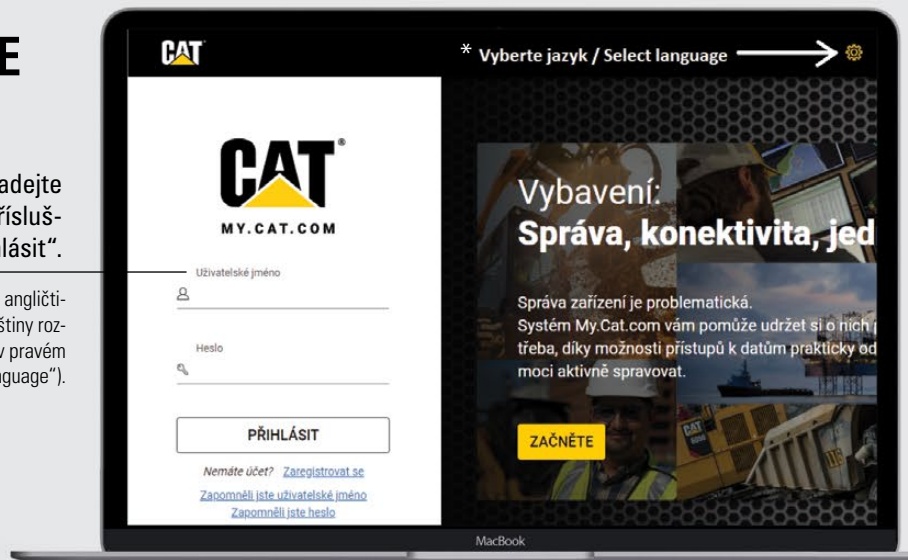 E
adejte
řísluš-
lásit“.
angličti-
štiny roz-
v pravém
guage“).
CAT
* Vyberte jazyk / Select language
CAT®
MY.CAT.COM
Uživatelské jméno
Heslo
PŘIHLÁSIT
Nemáte účet? Zaregistrovat se
Zapomněli jste uživatelské jméno
Zapomněli jste heslo
Vybavení:
Správa, konektivita, jed
Správa zařízení je problematická.
Systém My.Cat.com vám pomůže udržet si o nich
třeba, díky možnosti přístupů k datům prakticky od
moci aktivně spravovat.
ZAČNĚTE
CAT
MacBook